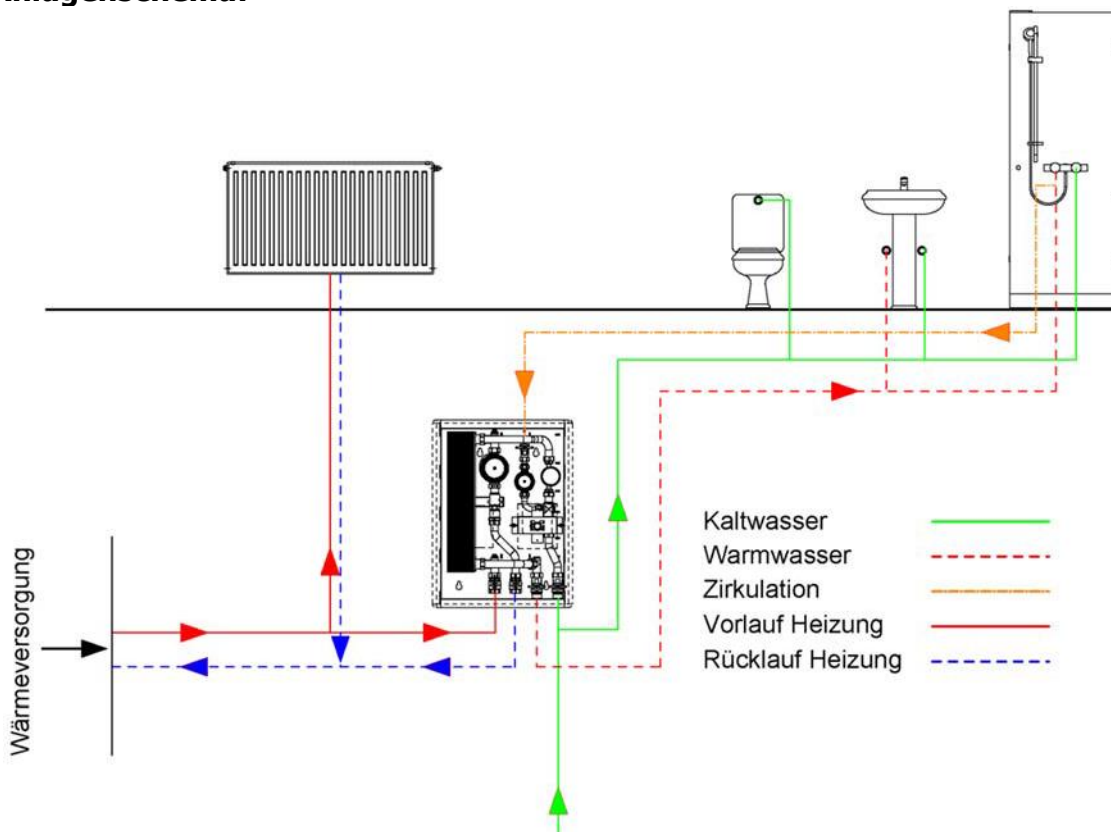 Wärmeversorgung
Kaltwasser
Warmwasser
Zirkulation
Vorlauf Heizung
Rücklauf Heizung